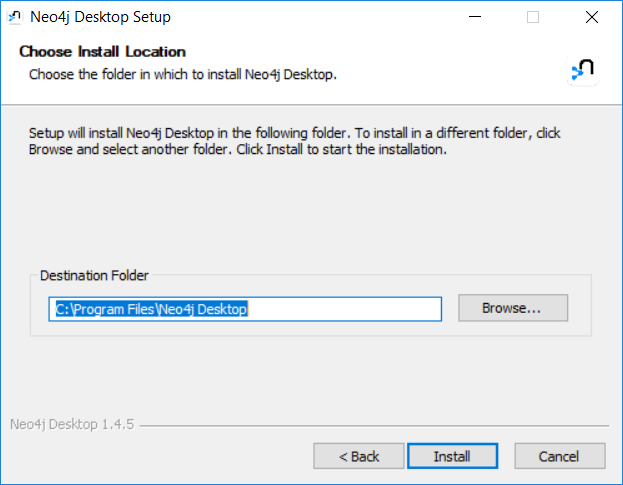 Neo4j Desktop Setup
Choose Install Location
Choose the folder in which to install Neo4j Desktop.
Setup will install Neo4j Desktop in the following folder. To install in a different folder, click
Browse and select another folder. Click Install to start the installation.
Destination Folder
C:\Program Files\Neo4j Desktop
Browse...
Neo4j Desktop 1.4.5
< Back
Install
Cancel